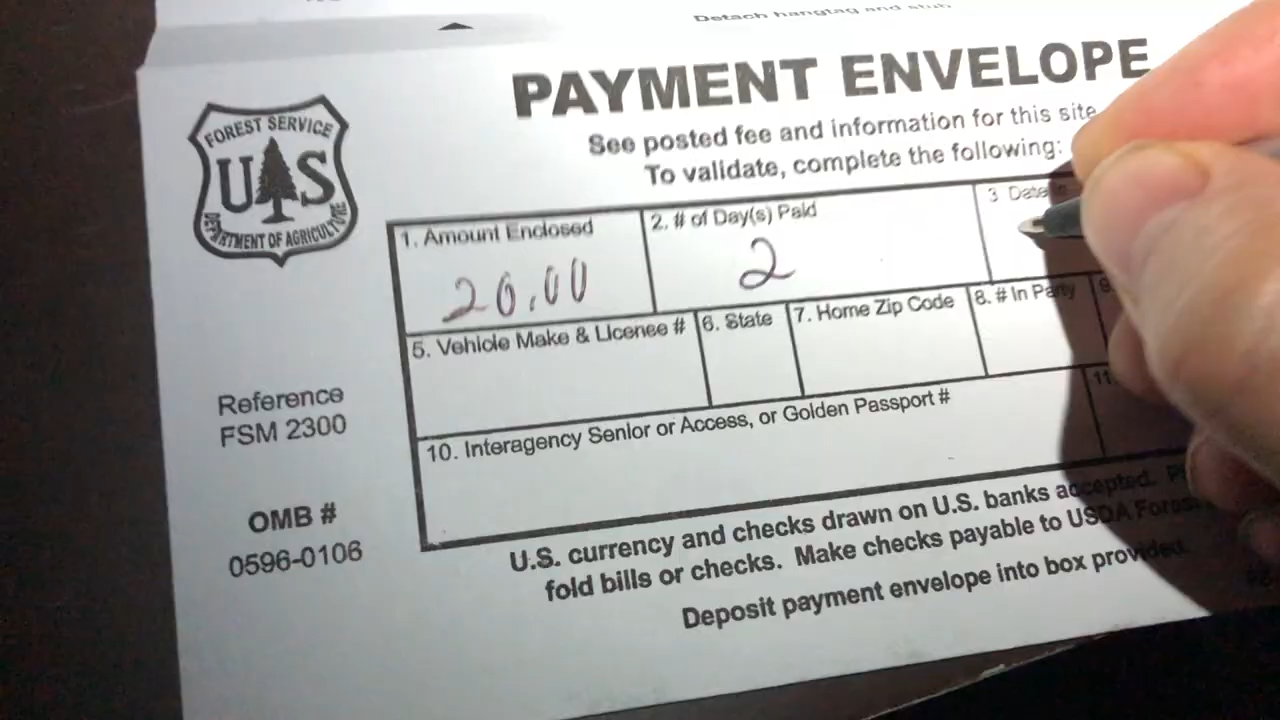 Detach hangtag and stub
PAYMENT ENVELOPE
See posted fee and information for this site
To validate, complete the following:
FOREST SERVICE
U S
DEPARTMENT OF AGRICULTURE
1. Amount Enclosed
20.00
2. # of Day(s) Paid
2
3 Date
5. Vehicle Make & License #
6. State
7. Home Zip Code
8. # In Party
9
10. Interagency Senior or Access, or Golden Passport #
11
Reference
FSM 2300
OMB #
0596-0106
U.S. currency and checks drawn on U.S. banks accepted.
fold bills or checks. Make checks payable to USDA Forest
Deposit payment envelope into box provided.